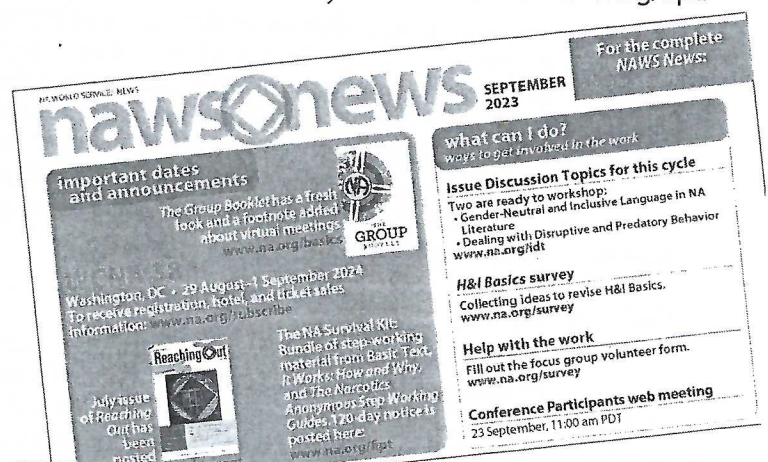 NA WORLD SERVICES NEWS
naws news
SEPTEMBER
2023
For the complete
NAWS News:
important dates
and announcements
The Group Booklet has a fresh
look and a footnote added
about virtual meetings
www.na.org/basics
NA
THE
GROUP
BOOKLET
Washington, DC • 29 August–1 September 2024
To receive registration, hotel, and ticket sales
information: www.na.org/subscribe
Reaching Out
July issue
of Reaching
Out has
been
posted
The NA Survival Kit:
Bundle of step-working
material from Basic Text,
It Works: How and Why,
and The Narcotics
Anonymous Step Working
Guides. 120-day notice is
posted here:
www.na.org/fipt
what can I do?
ways to get involved in the work
Issue Discussion Topics for this cycle
Two are ready to workshop:
• Gender-Neutral and Inclusive Language in NA
Literature
• Dealing with Disruptive and Predatory Behavior
www.na.org/idt
H&I Basics survey
Collecting ideas to revise H&I Basics.
www.na.org/survey
Help with the work
Fill out the focus group volunteer form.
www.na.org/survey
Conference Participants web meeting
23 September, 11:00 am PDT